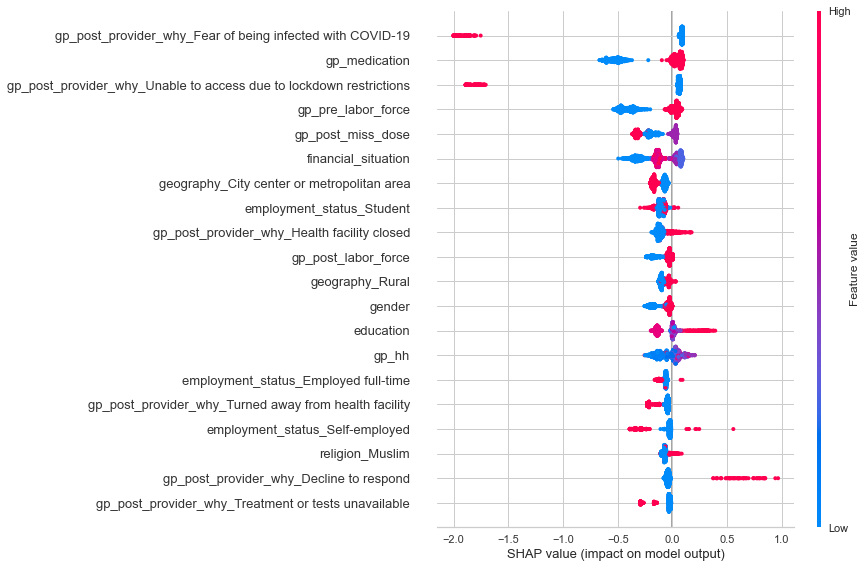 High
gp_post_provider_why_Fear of being infected with COVID-19
gp_medication
gp_post_provider_why_Unable to access due to lockdown restrictions
gp_pre_labor_force
gp_post_miss_dose
financial_situation
geography_City center or metropolitan area
employment_status_Student
gp_post_provider_why_Health facility closed
gp_post_labor_force
geography_Rural
gender
education
gp_hh
employment_status_Employed full-time
gp_post_provider_why_Turned away from health facility
employment_status_Self-employed
religion_Muslim
gp_post_provider_why_Decline to respond
gp_post_provider_why_Treatment or tests unavailable
Feature value
Low
−2.0 −1.5 −1.0 −0.5 0.0 0.5 1.0
SHAP value (impact on model output)